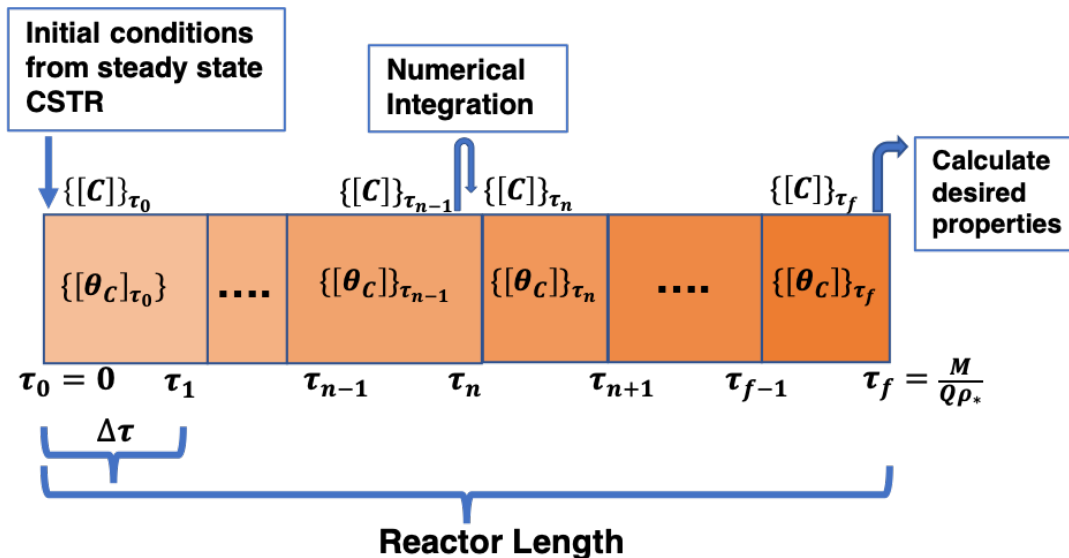 Initial conditions
from steady state
CSTR
Numerical
Integration
Calculate
desired
properties
{[C]}τ₀
{[C]}τₙ₋₁
{[C]}τₙ
{[C]}τf
{[θC]τ₀}
....
{[θC]}τₙ₋₁
{[θC]}τₙ
....
{[θC]}τf
τ₀ = 0
τ₁
τₙ₋₁
τₙ
τₙ₊₁
τf₋₁
τf = M/Qρ*
Δτ
Reactor Length